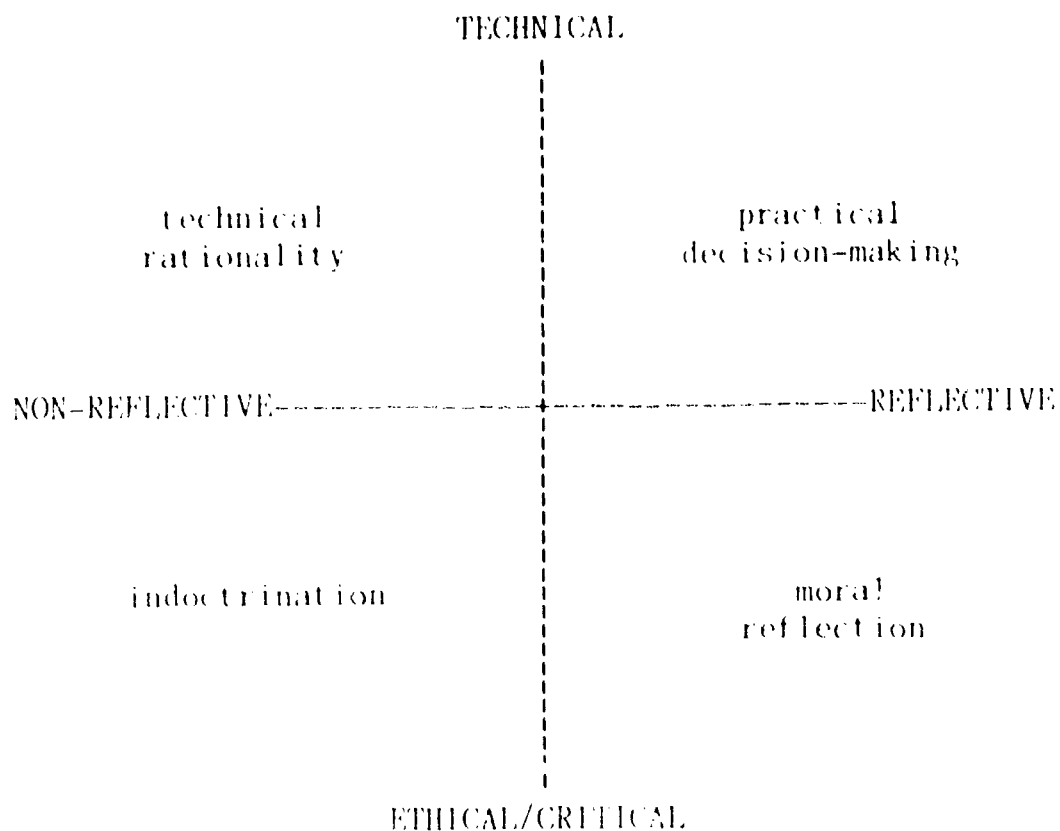 TECHNICAL
technical
rationality
practical
decision-making
NON-REFLECTIVE
REFLECTIVE
indoctrination
moral
reflection
ETHICAL/CRITICAL